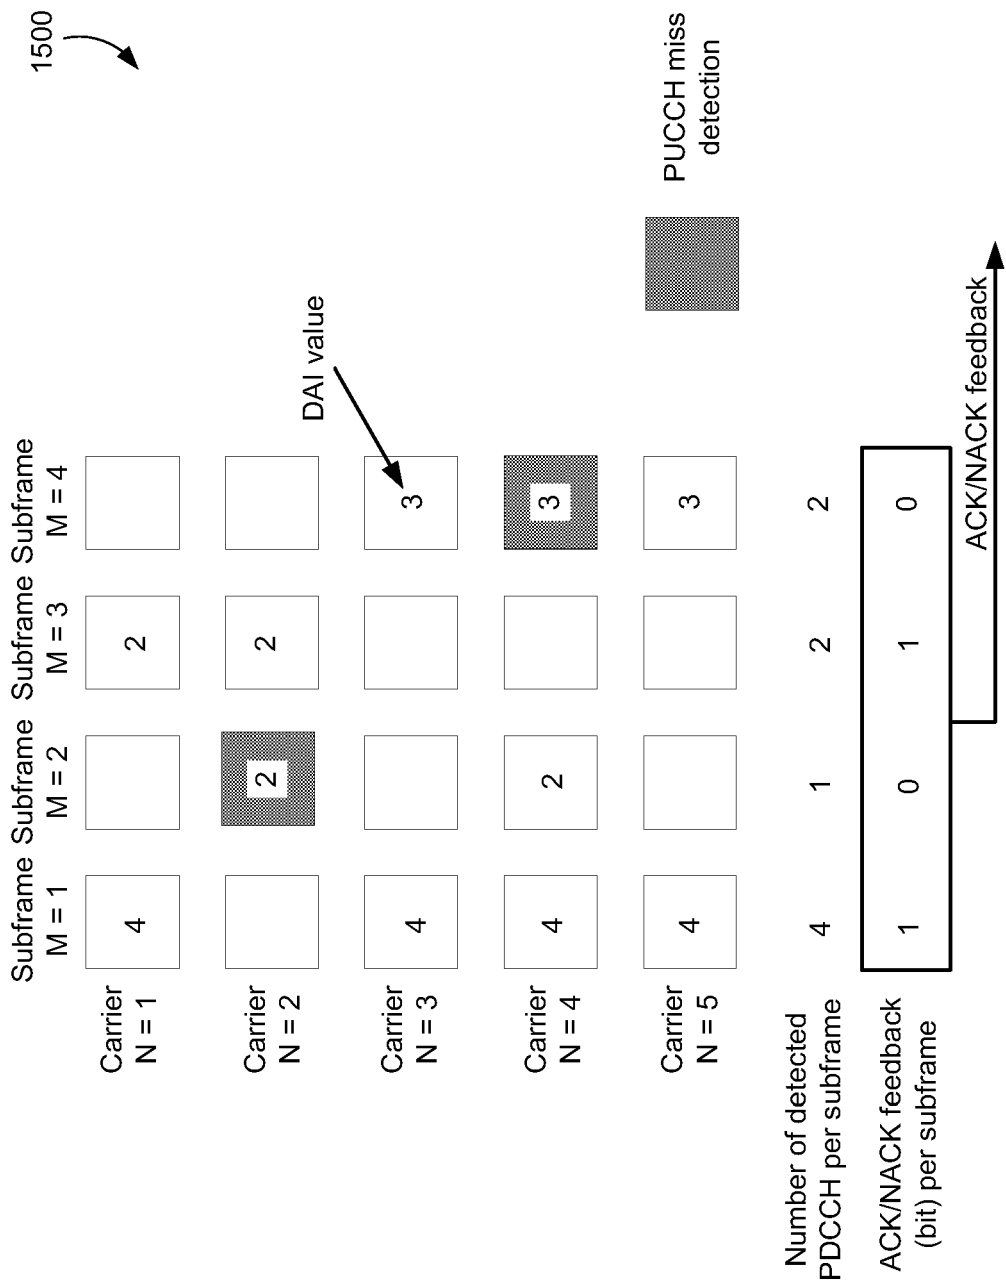 1500
Subframe
M = 1
Subframe
M = 2
Subframe
M = 3
Subframe
M = 4
Carrier
N = 1
4
2
Carrier
N = 2
2
2
DAI value
Carrier
N = 3
4
3
Carrier
N = 4
4
2
3
Carrier
N = 5
4
3
PUCCH miss
detection
Number of detected
PDCCH per subframe
4
1
2
2
ACK/NACK feedback
(bit) per subframe
1
0
1
0
ACK/NACK feedback